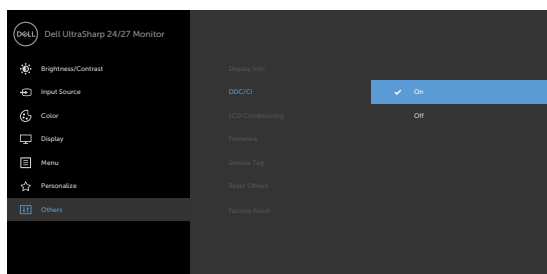 DELL Dell UltraSharp 24/27 Monitor
Brightness/Contrast
Display Info
Input Source
DDC/CI
On
Color
LCD Conditioning
Off
Display
Firmware
Menu
Service Tag
Personalize
Reset Others
Others
Factory Reset